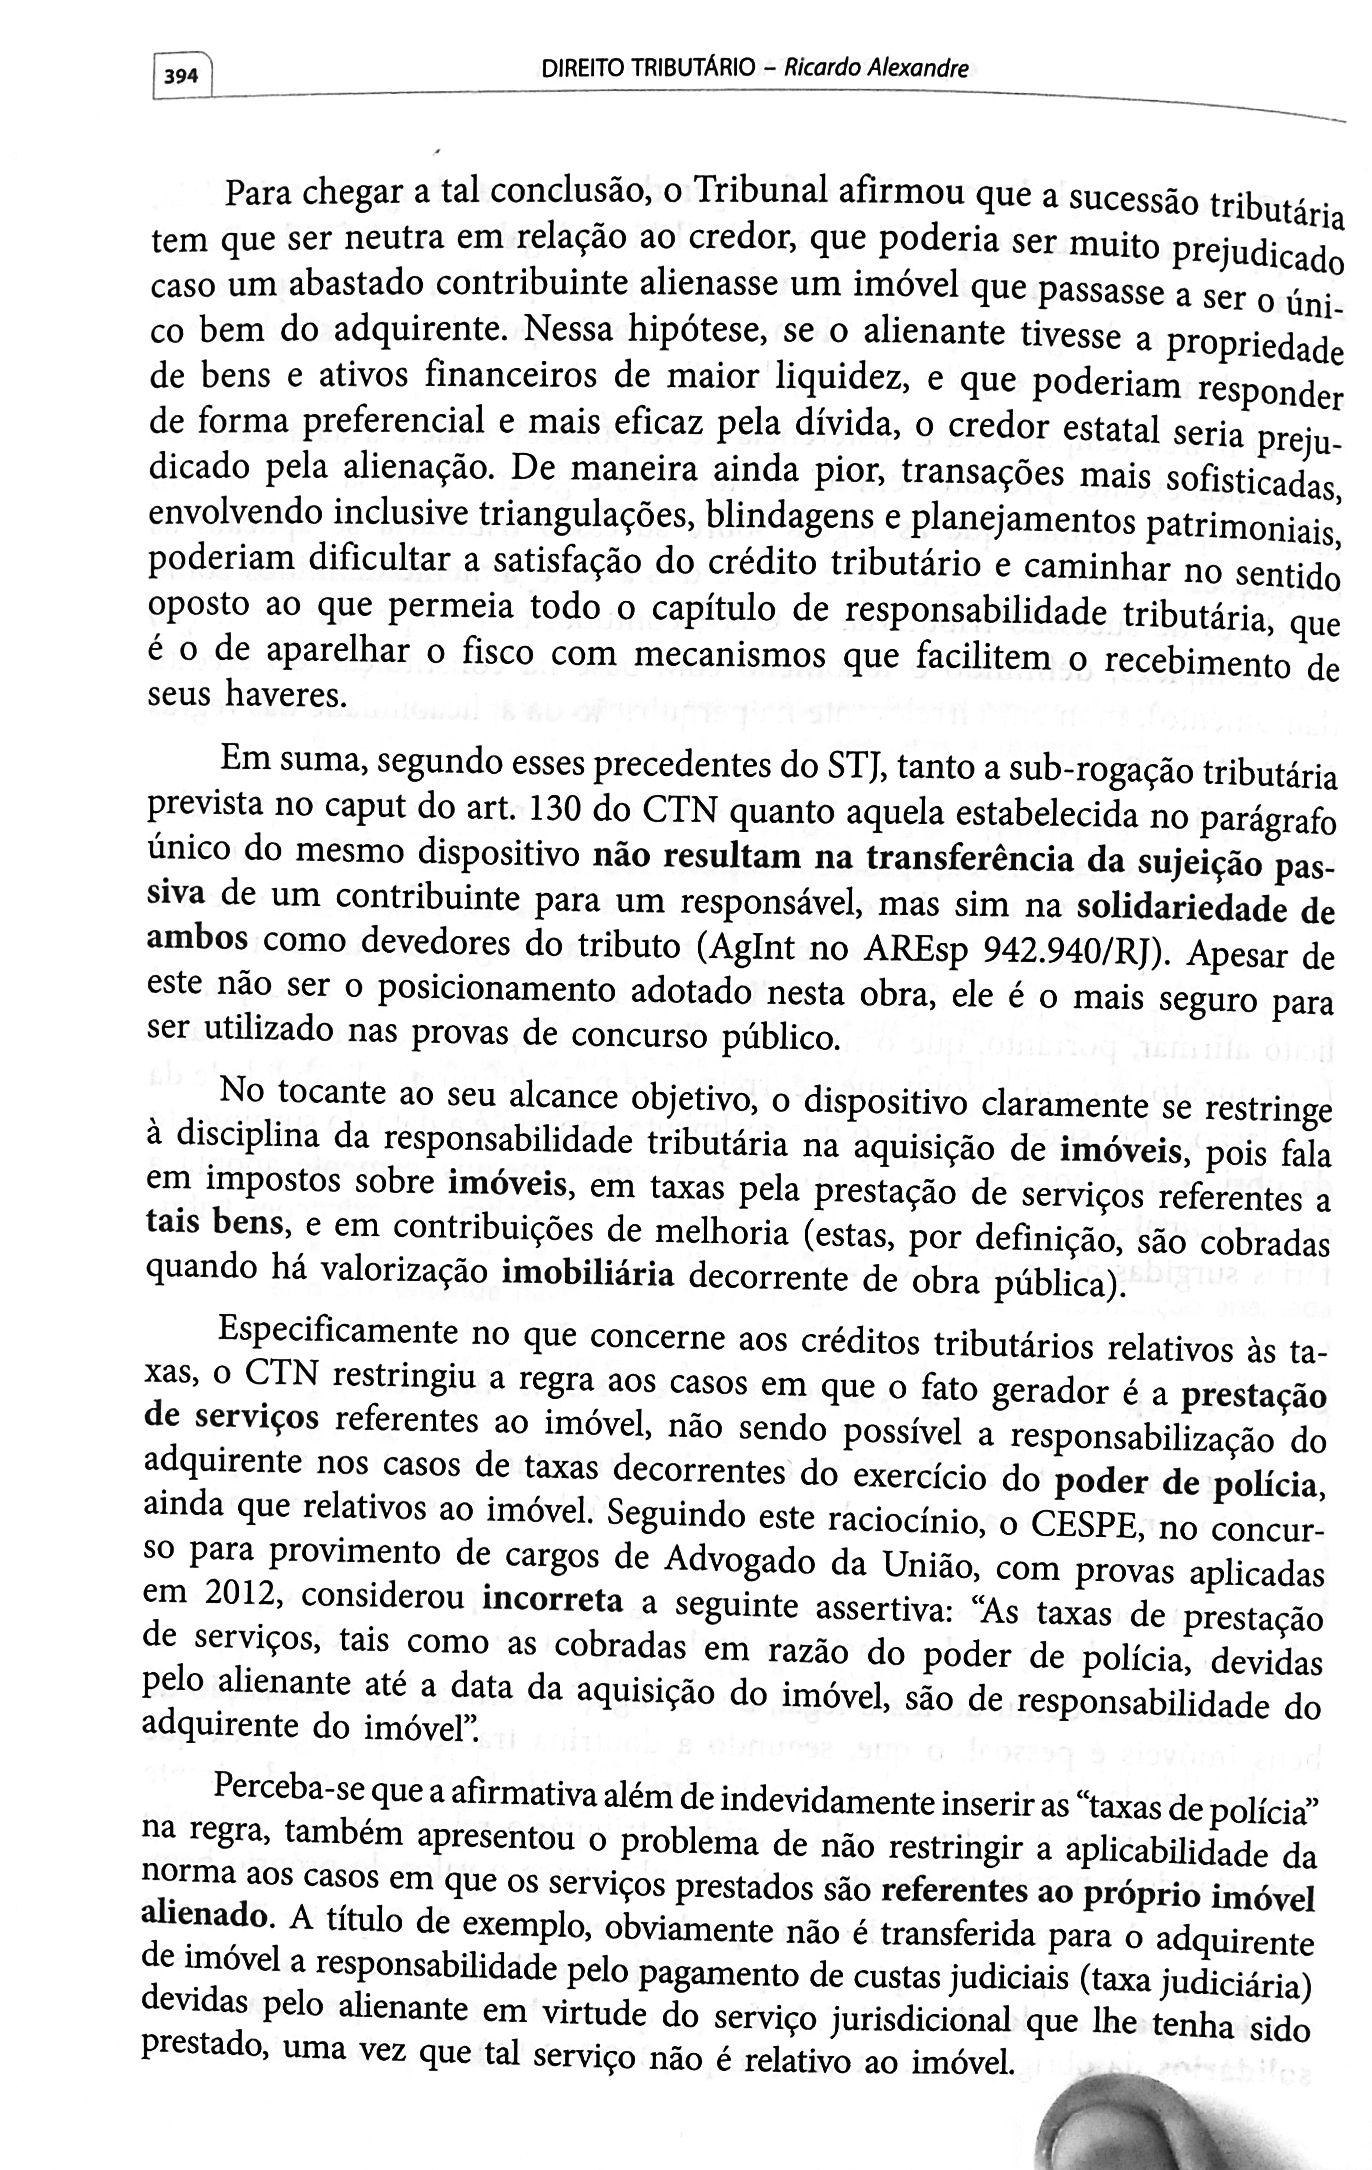 394
DIREITO TRIBUTÁRIO – Ricardo Alexandre
Para chegar a tal conclusão, o Tribunal afirmou que a sucessão tributária
tem que ser neutra em relação ao credor, que poderia ser muito prejudicado
caso um abastado contribuinte alienasse um imóvel que passasse a ser o úni-
co bem do adquirente. Nessa hipótese, se o alienante tivesse a propriedade
de bens e ativos financeiros de maior liquidez, e que poderiam responder
de forma preferencial e mais eficaz pela dívida, o credor estatal seria preju-
dicado pela alienação. De maneira ainda pior, transações mais sofisticadas,
envolvendo inclusive triangulações, blindagens e planejamentos patrimoniais,
poderiam dificultar a satisfação do crédito tributário e caminhar no sentido
oposto ao que permeia todo o capítulo de responsabilidade tributária, que
é o de aparelhar o fisco com mecanismos que facilitem o recebimento de
seus haveres.
Em suma, segundo esses precedentes do STJ, tanto a sub-rogação tributária
prevista no caput do art. 130 do CTN quanto aquela estabelecida no parágrafo
único do mesmo dispositivo não resultam na transferência da sujeição pas-
siva de um contribuinte para um responsável, mas sim na solidariedade de
ambos como devedores do tributo (AgInt no AREsp 942.940/RJ). Apesar de
este não ser o posicionamento adotado nesta obra, ele é o mais seguro para
ser utilizado nas provas de concurso público.
No tocante ao seu alcance objetivo, o dispositivo claramente se restringe
à disciplina da responsabilidade tributária na aquisição de imóveis, pois fala
em impostos sobre imóveis, em taxas pela prestação de serviços referentes a
tais bens, e em contribuições de melhoria (estas, por definição, são cobradas
quando há valorização imobiliária decorrente de obra pública).
Especificamente no que concerne aos créditos tributários relativos às ta-
xas, o CTN restringiu a regra aos casos em que o fato gerador é a prestação
de serviços referentes ao imóvel, não sendo possível a responsabilização do
adquirente nos casos de taxas decorrentes do exercício do poder de polícia,
ainda que relativos ao imóvel. Seguindo este raciocínio, o CESPE, no concur-
so para provimento de cargos de Advogado da União, com provas aplicadas
em 2012, considerou incorreta a seguinte assertiva: “As taxas de prestação
de serviços, tais como as cobradas em razão do poder de polícia, devidas
pelo alienante até a data da aquisição do imóvel, são de responsabilidade do
adquirente do imóvel”.
Perceba-se que a afirmativa além de indevidamente inserir as “taxas de polícia”
na regra, também apresentou o problema de não restringir a aplicabilidade da
norma aos casos em que os serviços prestados são referentes ao próprio imóvel
alienado. A título de exemplo, obviamente não é transferida para o adquirente
de imóvel a responsabilidade pelo pagamento de custas judiciais (taxa judiciária)
devidas pelo alienante em virtude do serviço jurisdicional que lhe tenha sido
prestado, uma vez que tal serviço não é relativo ao imóvel.